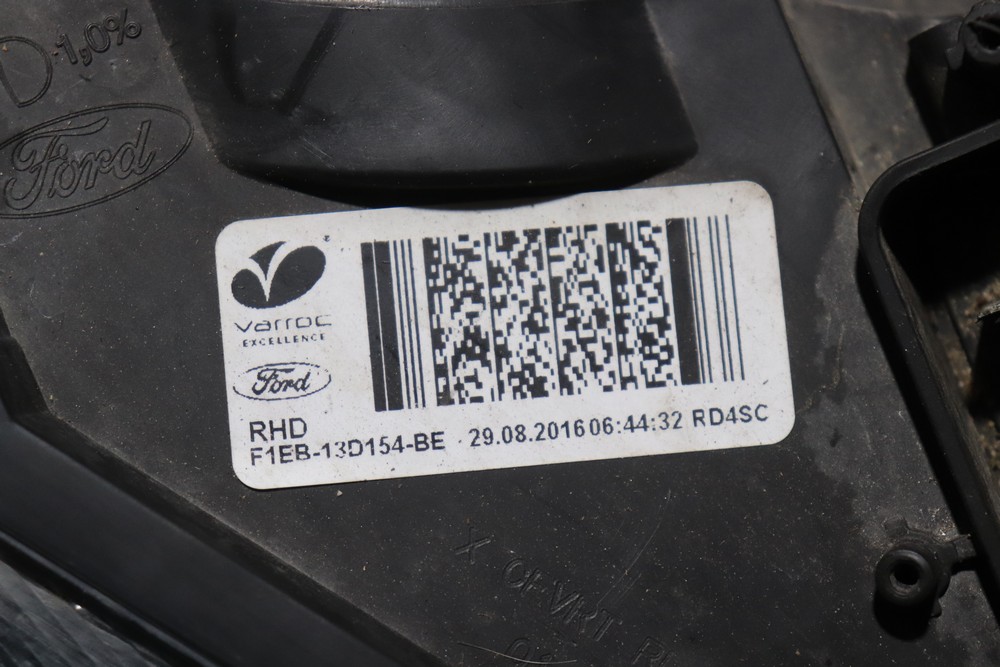 D-1,0%
Ford
varroc
EXCELLENCE
Ford
RHD
F1EB-13D154-BE 29.08.2016 06:44:32 RD4SC